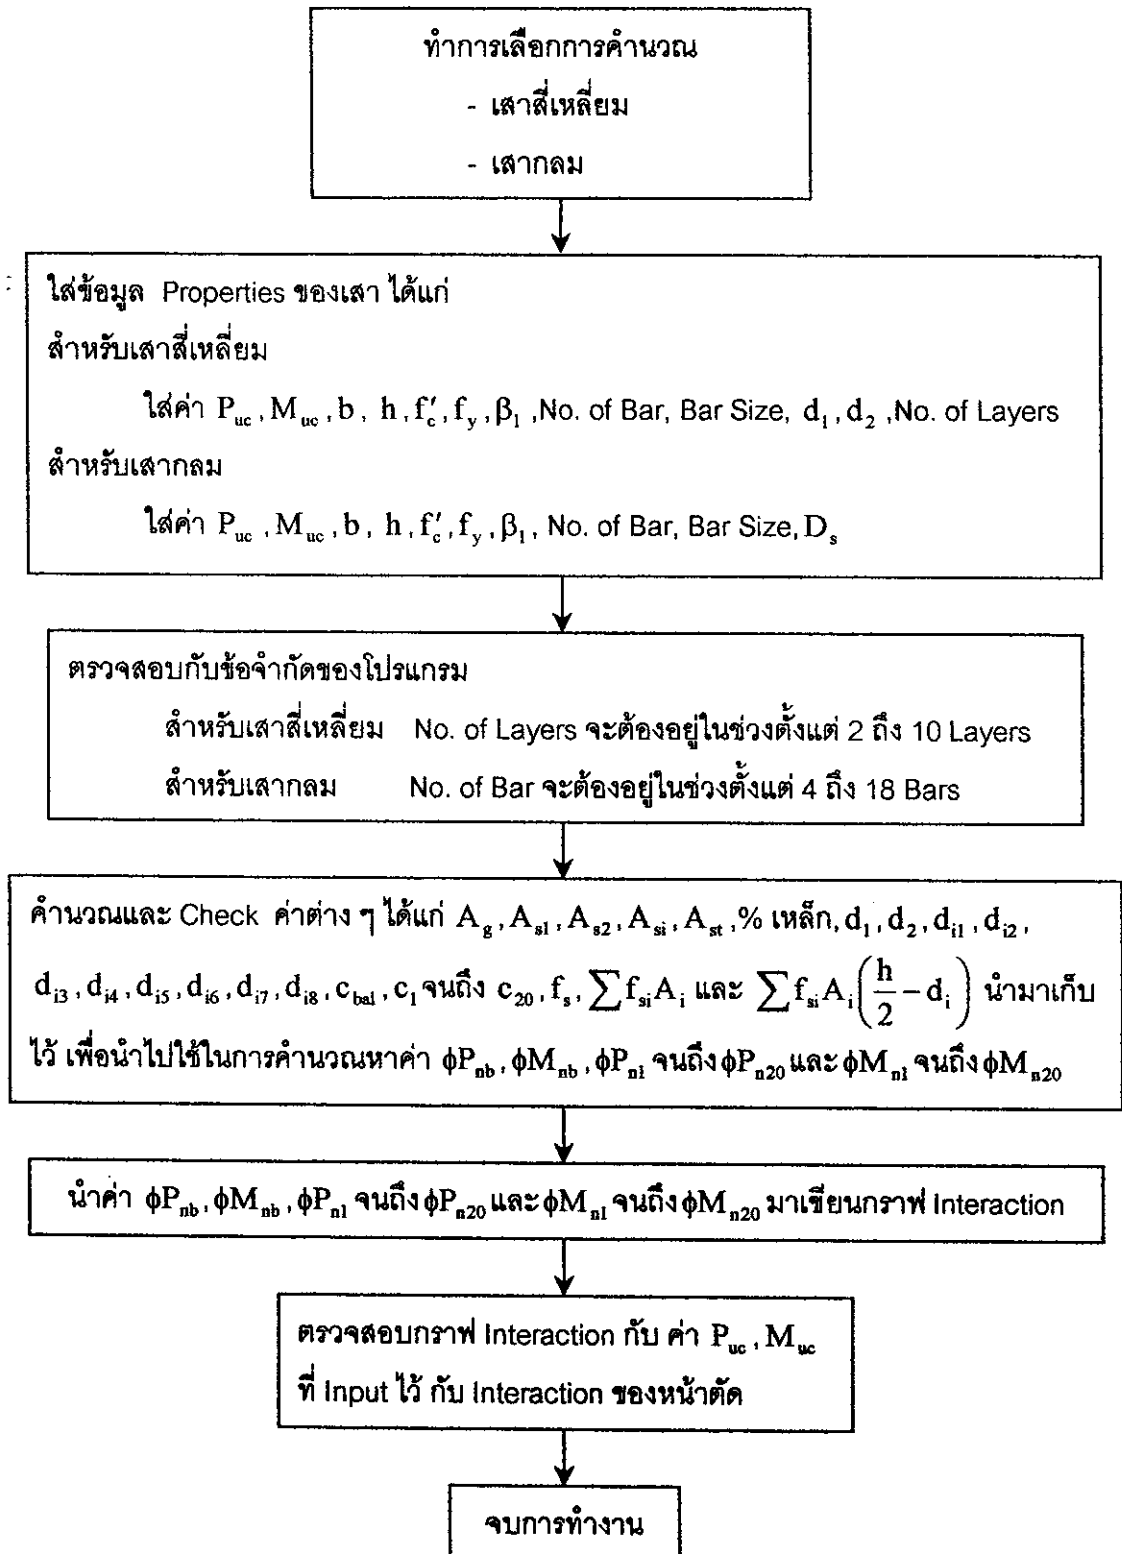 ทำการเลือกการคำนวณ
- เสาสี่เหลี่ยม
- เสากลม
ใส่ข้อมูล Properties ของเสา ได้แก่
สำหรับเสาสี่เหลี่ยม
ใส่ค่า P_uc, M_uc, b, h, f′_c, f_y, β_1, No. of Bar, Bar Size, d_1, d_2, No. of Layers
สำหรับเสากลม
ใส่ค่า P_uc, M_uc, b, h, f′_c, f_y, β_1, No. of Bar, Bar Size, D_s
ตรวจสอบกับข้อจำกัดของโปรแกรม
สำหรับเสาสี่เหลี่ยม No. of Layers จะต้องอยู่ในช่วงตั้งแต่ 2 ถึง 10 Layers
สำหรับเสากลม No. of Bar จะต้องอยู่ในช่วงตั้งแต่ 4 ถึง 18 Bars
คำนวณและ Check ค่าต่าง ๆ ได้แก่ A_g, A_s1, A_s2, A_si, A_st, % เหล็ก, d_1, d_2, d_i1, d_i2,
d_i3, d_i4, d_i5, d_i6, d_i7, d_i8, c_bal, c_1 จนถึง c_20, f_s, ∑f_si A_i และ ∑f_si A_i (h/2 − d_i) นำมาเก็บ
ไว้ เพื่อนำไปใช้ในการคำนวณหาค่า ϕP_nb, ϕM_nb, ϕP_n1 จนถึง ϕP_n20 และ ϕM_n1 จนถึง ϕM_n20
นำค่า ϕP_nb, ϕM_nb, ϕP_n1 จนถึง ϕP_n20 และ ϕM_n1 จนถึง ϕM_n20 มาเขียนกราฟ Interaction
ตรวจสอบกราฟ Interaction กับ ค่า P_uc, M_uc
ที่ Input ไว้ กับ Interaction ของหน้าตัด
จบการทำงาน